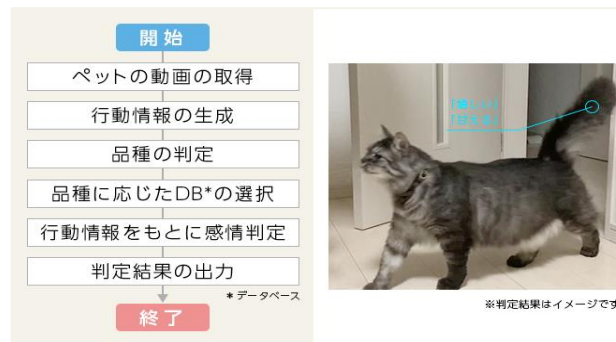 開始
ペットの動画の取得
行動情報の生成
品種の判定
品種に応じたDB*の選択
行動情報をもとに感情判定
判定結果の出力
*データベース
終了
「嬉しい」
※判定結果はイメージです